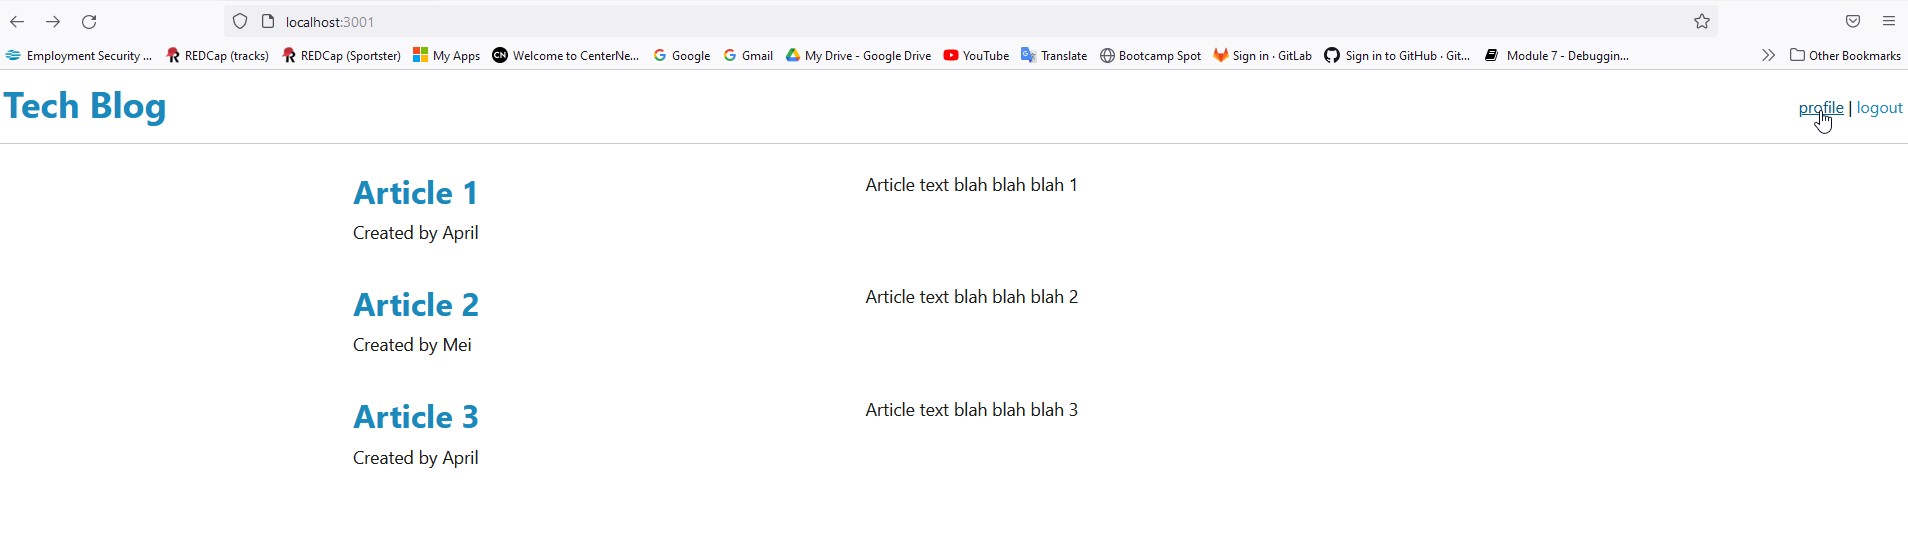 localhost:3001
Employment Security ... REDCap (tracks) REDCap (Sportster) My Apps CN Welcome to CenterNe... Google Gmail My Drive - Google Drive YouTube Translate Bootcamp Spot Sign in · GitLab Sign in to GitHub · Git... Module 7 - Debuggin... Other Bookmarks
Tech Blog profile | logout
Article 1 Article text blah blah blah 1
Created by April
Article 2 Article text blah blah blah 2
Created by Mei
Article 3 Article text blah blah blah 3
Created by April